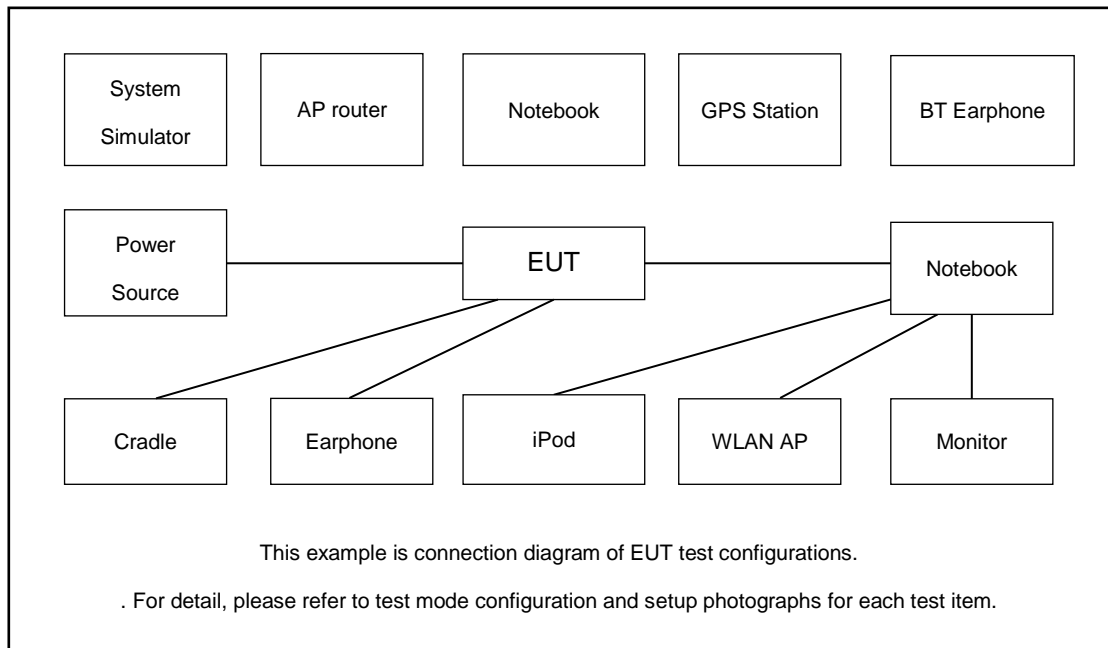 System
Simulator
AP router
Notebook
GPS Station
BT Earphone
Power
Source
EUT
Notebook
Cradle
Earphone
iPod
WLAN AP
Monitor
This example is connection diagram of EUT test configurations.
. For detail, please refer to test mode configuration and setup photographs for each test item.